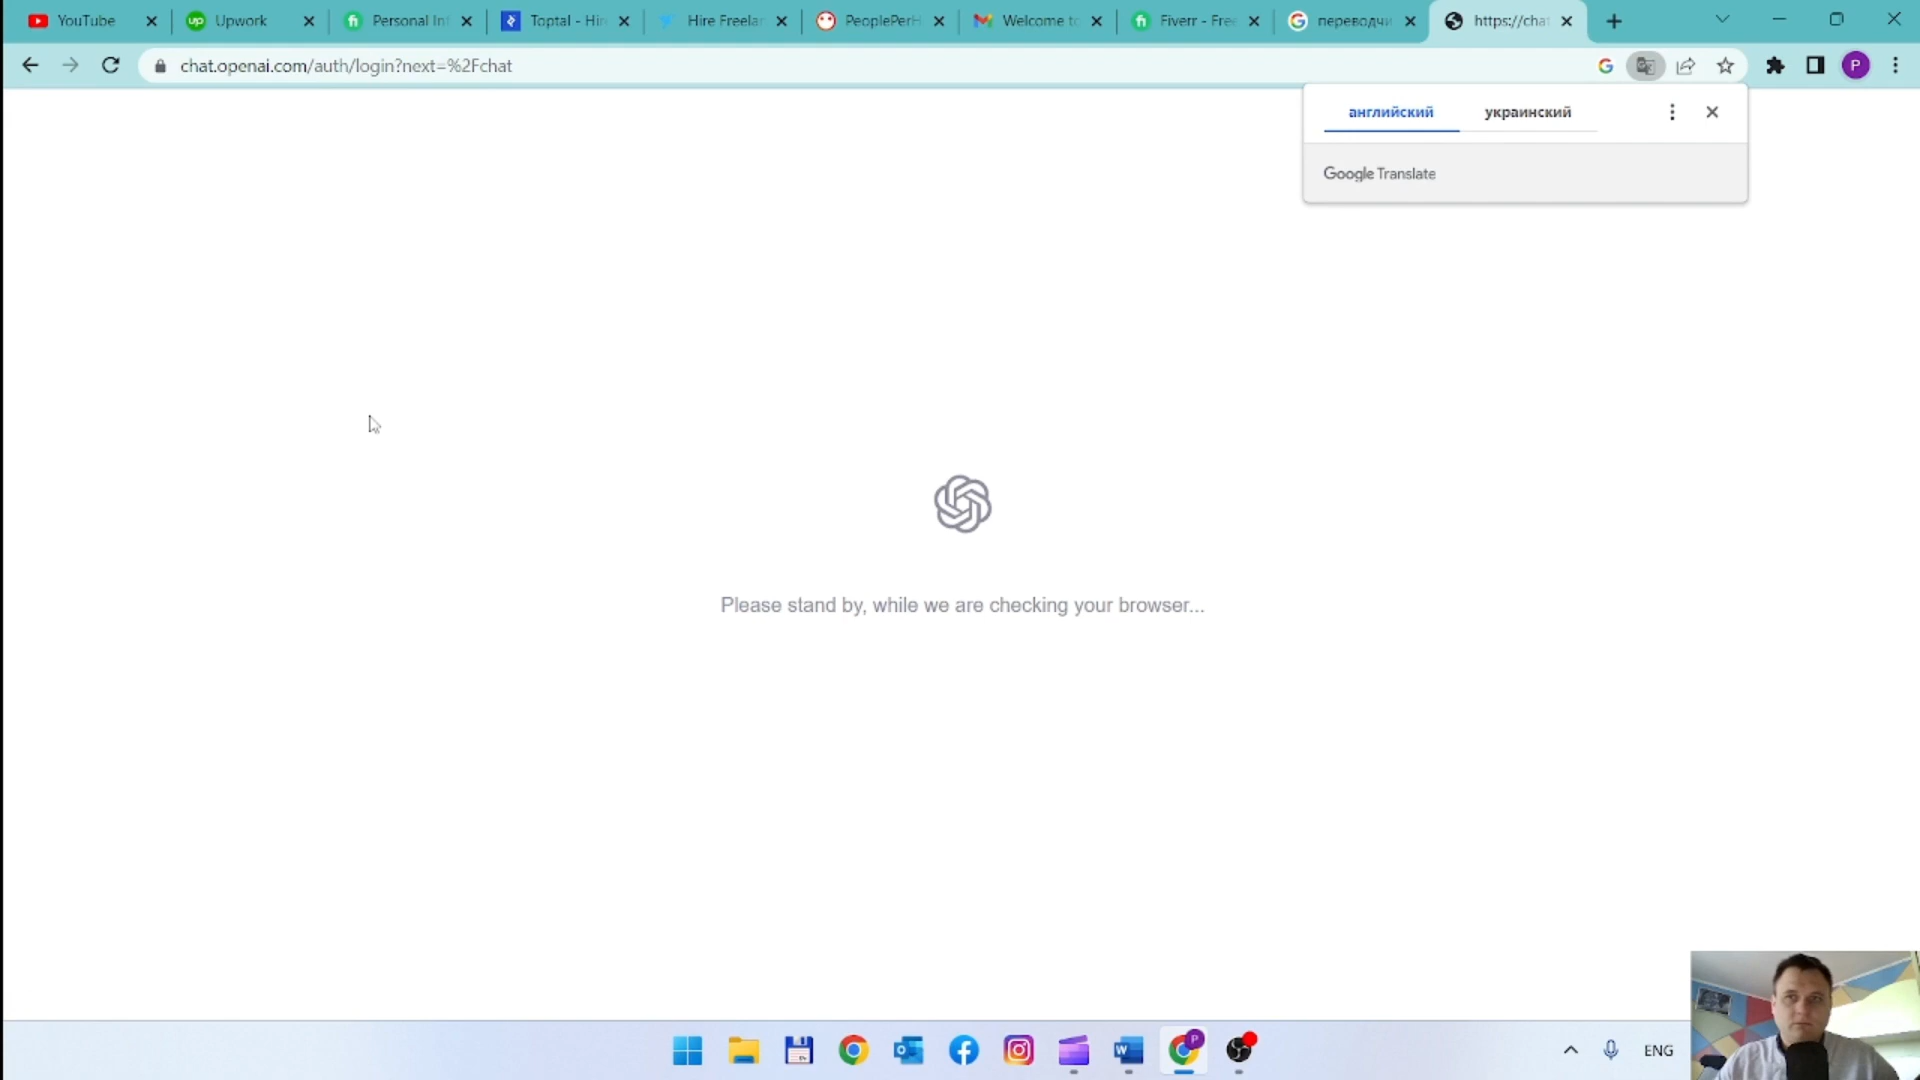 YouTube
Upwork
Personal In
Toptal - Hir
Hire Freelan
PeoplePerH
Welcome to
Fiverr - Free
переводчи
https://chat
chat.openai.com/auth/login?next=%2Fchat
P
английский
украинский
Google Translate
Please stand by, while we are checking your browser...
ENG